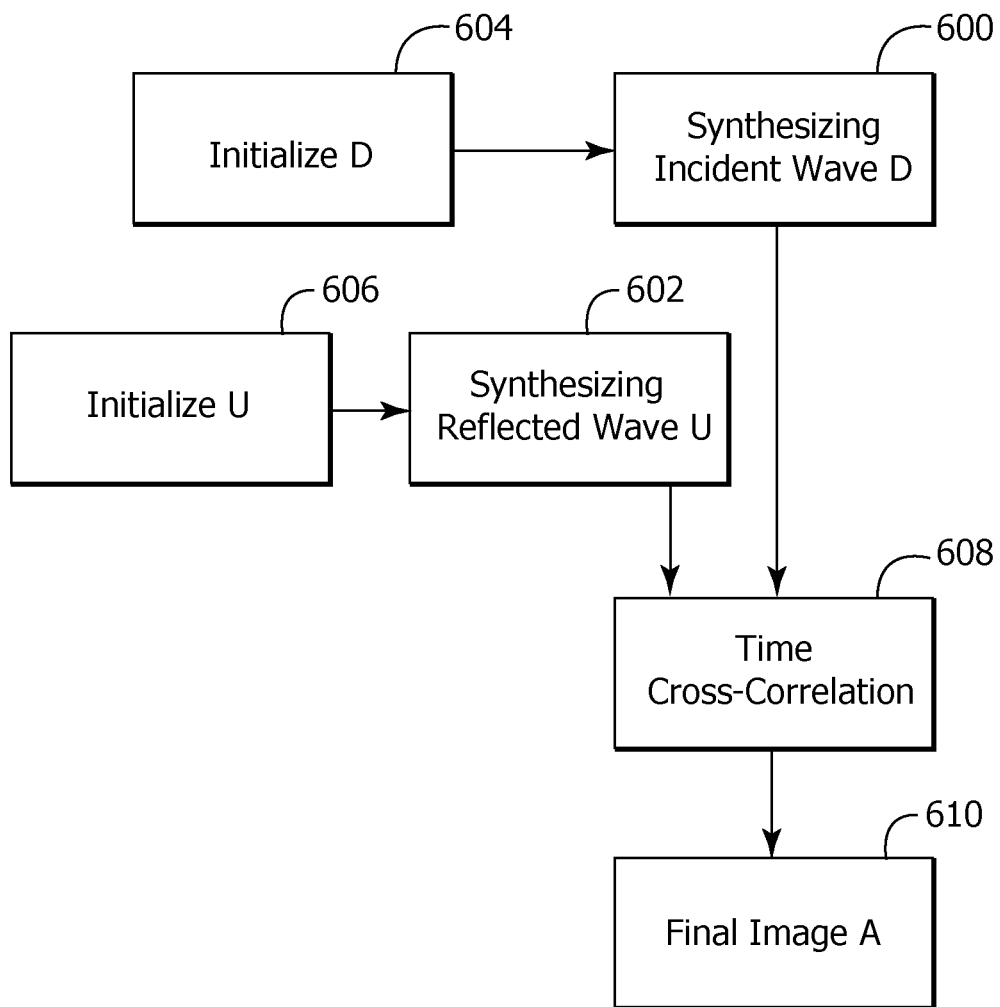 604
600
Initialize D
Synthesizing
Incident Wave D
606
602
Initialize U
Synthesizing
Reflected Wave U
608
Time
Cross-Correlation
610
Final Image A